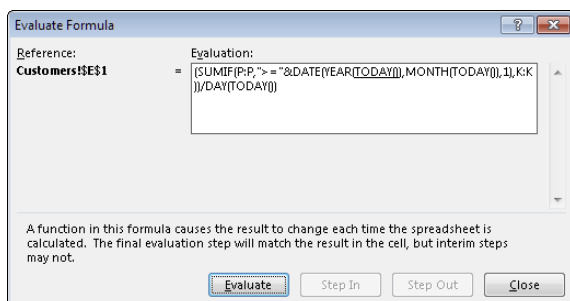 Evaluate Formula
Reference:
Evaluation:
Customers!$E$1
=
(SUMIF(P:P,">="&DATE(YEAR(TODAY()),MONTH(TODAY()),1),K:K
))/DAY(TODAY())
A function in this formula causes the result to change each time the spreadsheet is
calculated. The final evaluation step will match the result in the cell, but interim steps
may not.
Evaluate
Step In
Step Out
Close